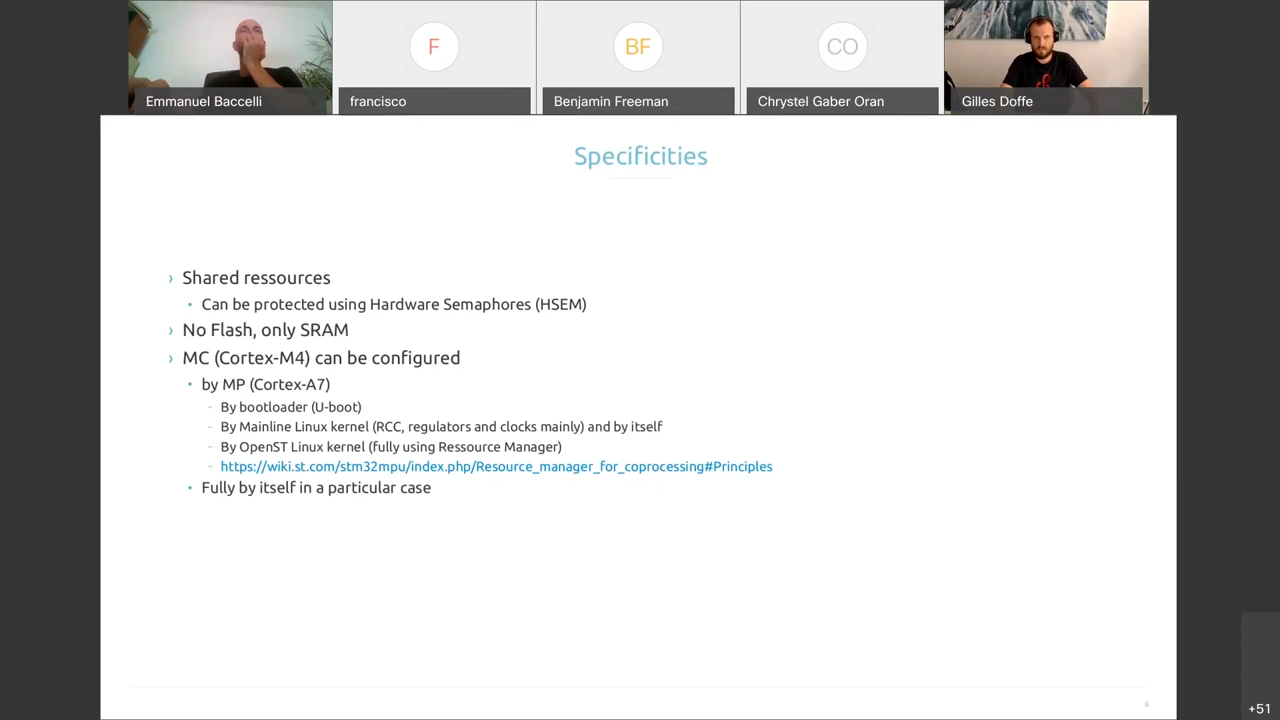 F
BF
CO
Emmanuel Baccelli
francisco
Benjamin Freeman
Chrystel Gaber Oran
Gilles Doffe
Specificities
› Shared ressources
• Can be protected using Hardware Semaphores (HSEM)
› No Flash, only SRAM
› MC (Cortex-M4) can be configured
• by MP (Cortex-A7)
- By bootloader (U-boot)
- By Mainline Linux kernel (RCC, regulators and clocks mainly) and by itself
- By OpenST Linux kernel (fully using Ressource Manager)
- https://wiki.st.com/stm32mpu/index.php/Resource_manager_for_coprocessing#Principles
• Fully by itself in a particular case
6
+51